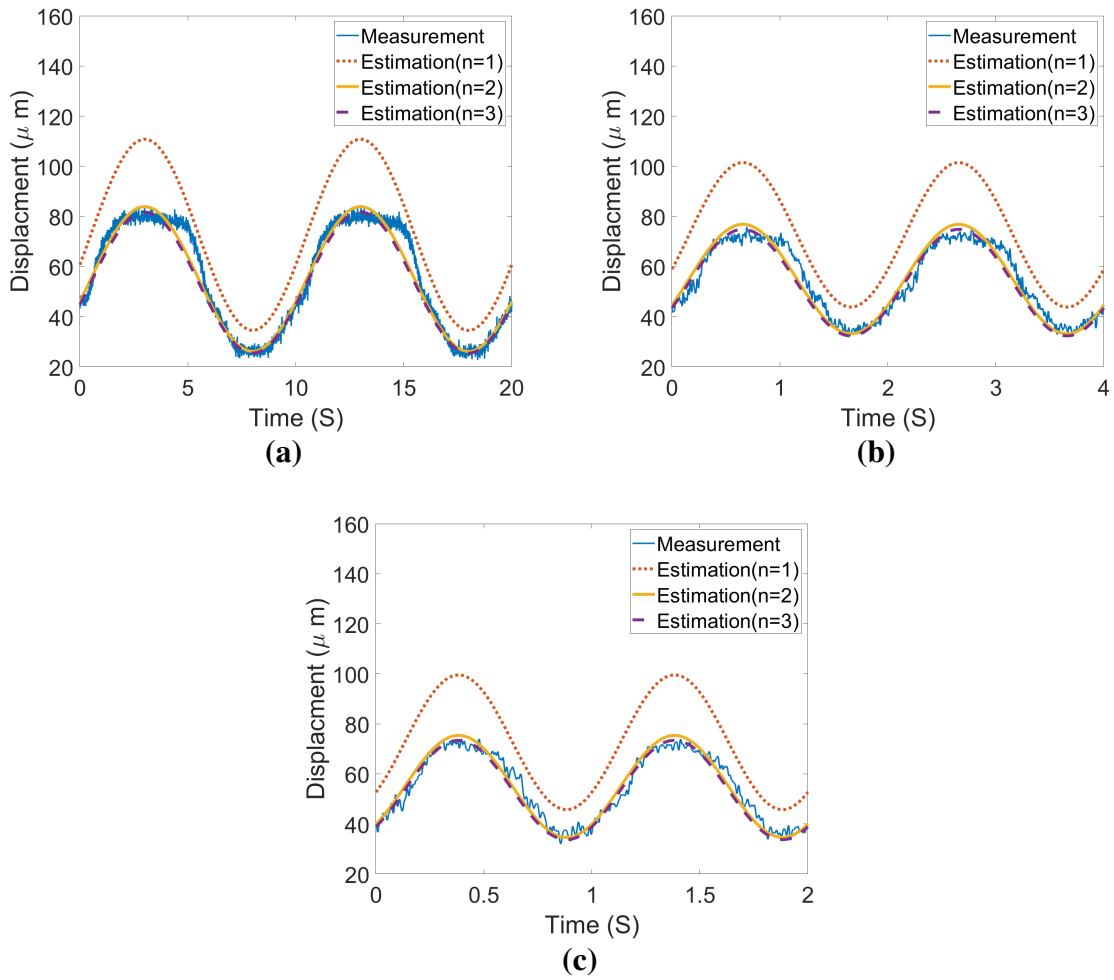 160
140
120
100
80
60
40
20
Displacment (μ m)
Measurement
Estimation(n=1)
Estimation(n=2)
Estimation(n=3)
0 5 10 15 20
Time (S)
(a)
160
140
120
100
80
60
40
20
Displacment (μ m)
Measurement
Estimation(n=1)
Estimation(n=2)
Estimation(n=3)
0 1 2 3 4
Time (S)
(b)
160
140
120
100
80
60
40
20
Displacment (μ m)
Measurement
Estimation(n=1)
Estimation(n=2)
Estimation(n=3)
0 0.5 1 1.5 2
Time (S)
(c)